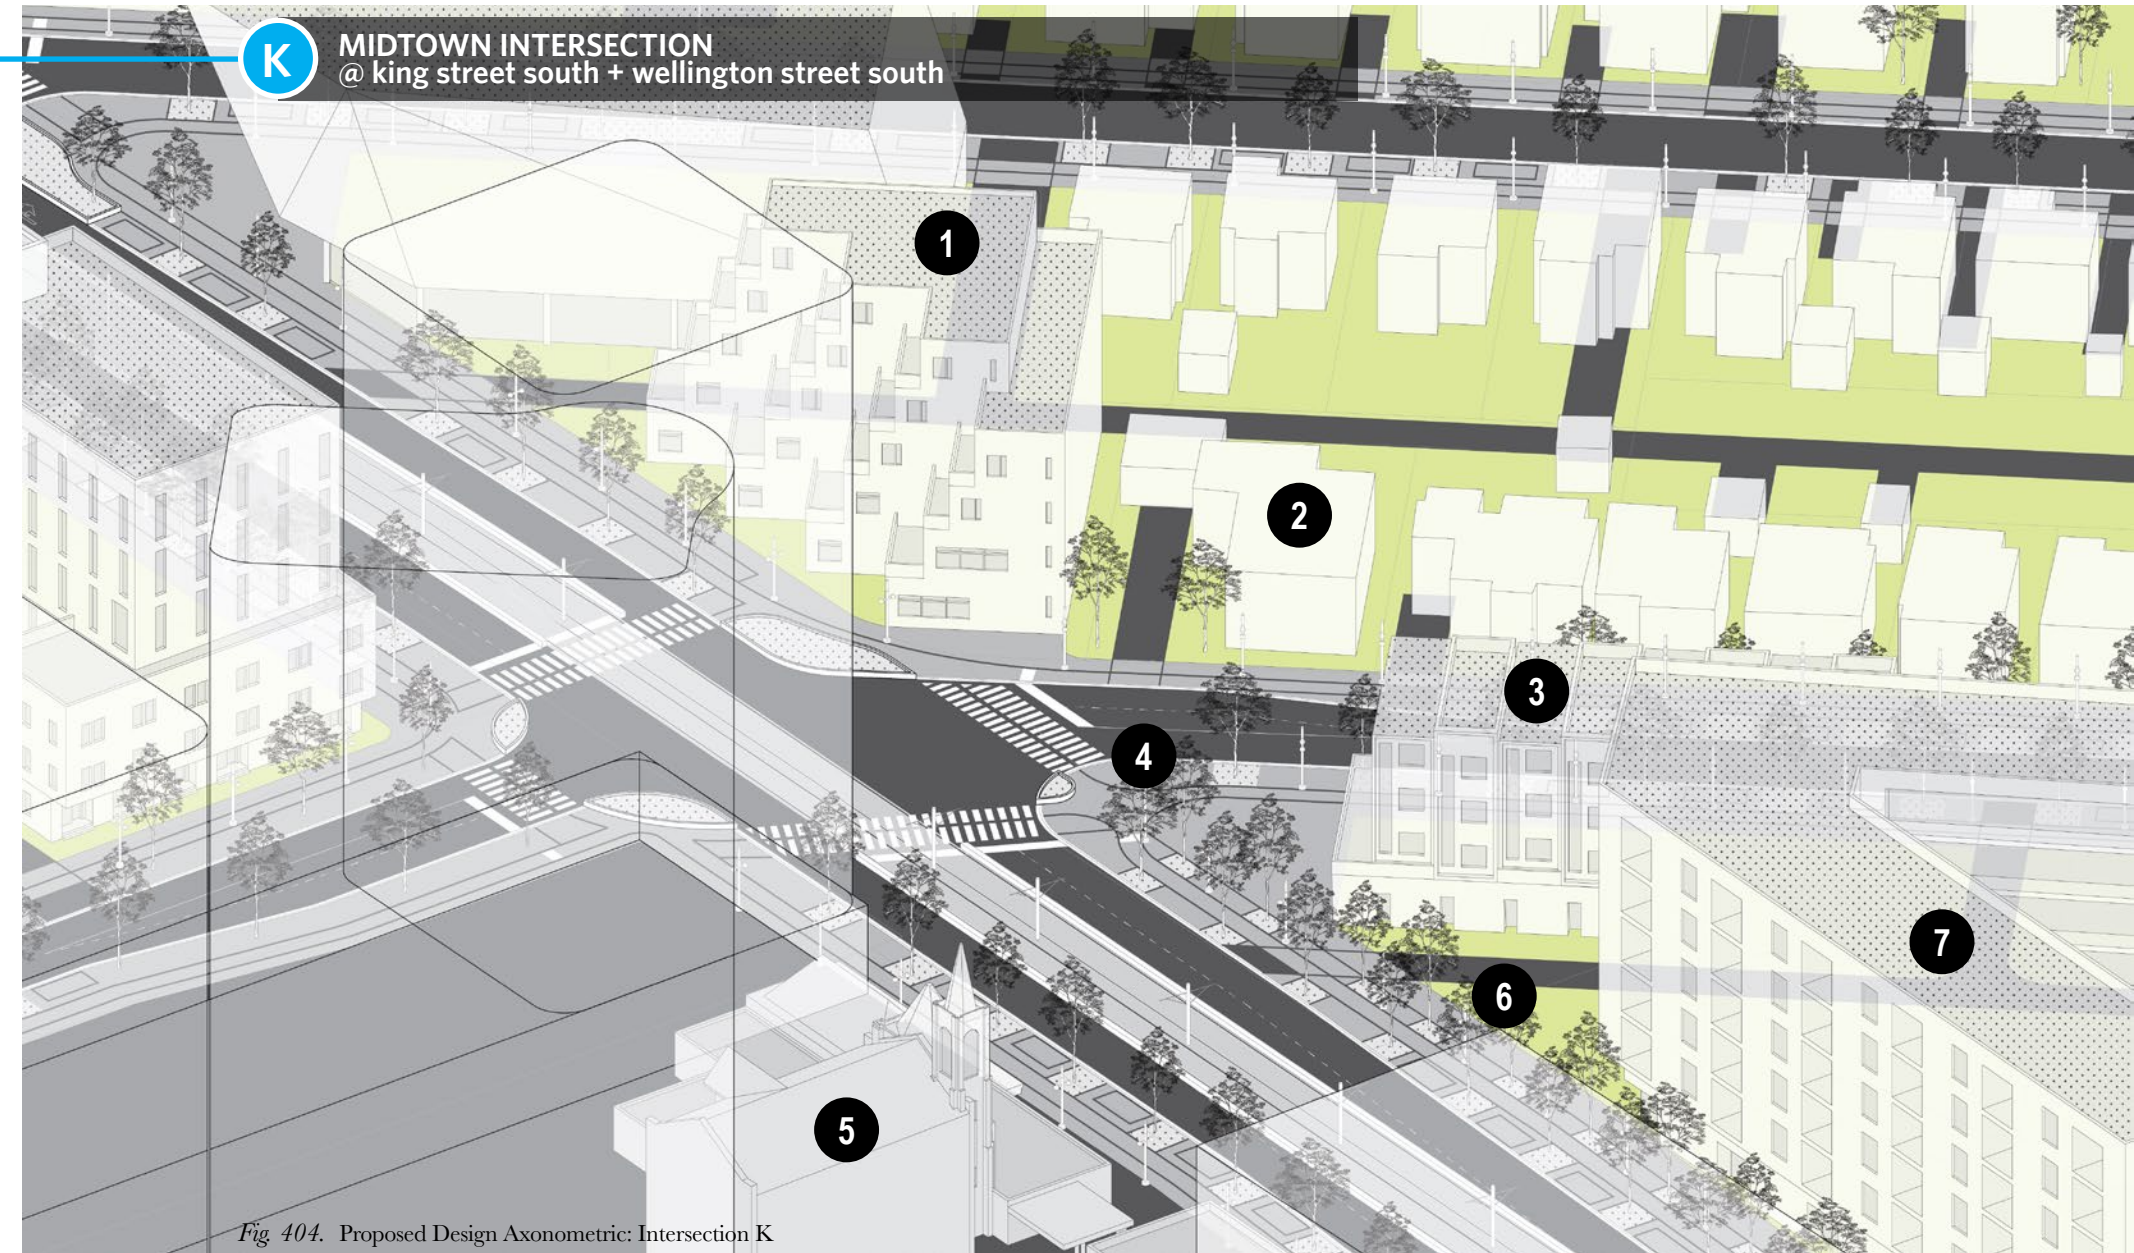 K
MIDTOWN INTERSECTION
@ king street south + wellington street south
1
2
3
4
5
6
7
Fig. 404. Proposed Design Axonometric: Intersection K